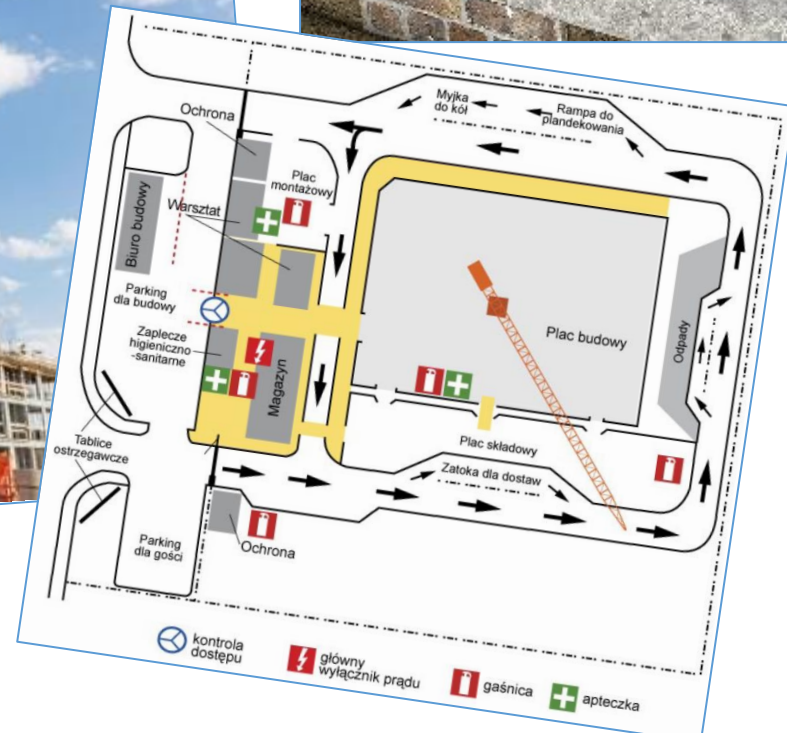 Myjka
do kół
Rampa do
plandekowania
Ochrona
Plac
montażowy
Warsztat
Biuro budowy
Parking
dla budowy
Zaplecze
higieniczno
-sanitarne
Magazyn
Plac budowy
Odpady
Tablice
ostrzegawcze
Plac składowy
Zatoka dla dostaw
Parking
dla gości
Ochrona
kontrola
dostępu
główny
wyłącznik prądu
gaśnica
apteczka